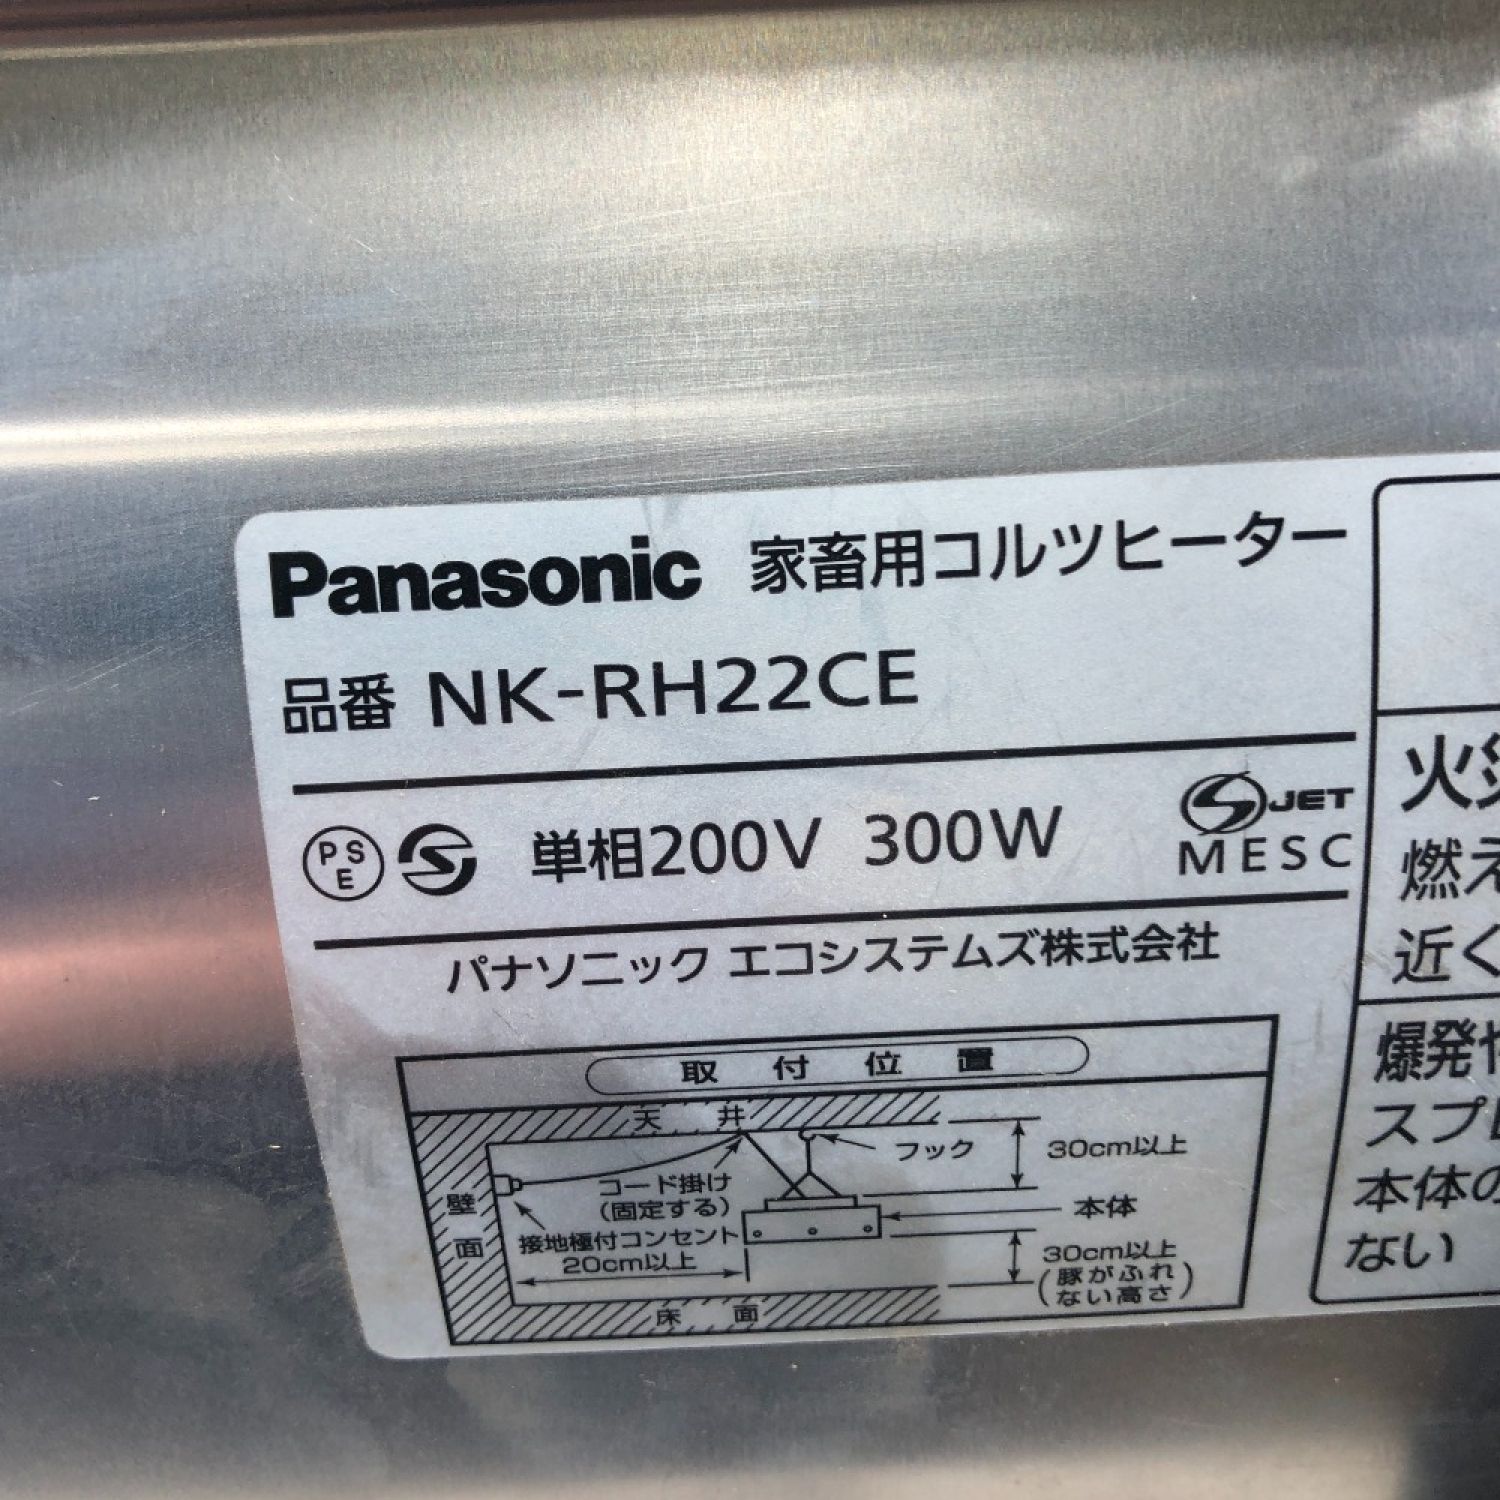 Panasonic 家畜用コルツヒーター
品番 NK-RH22CE
PSE 単相200V 300W S JET
MESC
パナソニック エコシステムズ株式会社
取付位置
天井
フック
30cm以上
コード掛け
(固定する)
本体
壁面
接地極付コンセント
20cm以上
30cm以上
(豚がふれ
ない高さ)
床面
火災
燃え
近く
爆発や
スプレ
本体の
ない